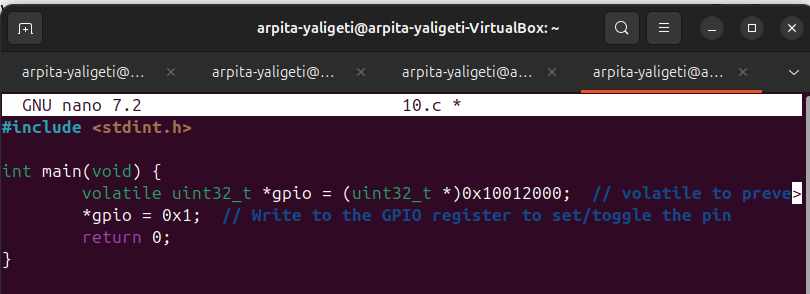 arpita-yaligeti@arpita-yaligeti-VirtualBox: ~
arpita-yaligeti@... × arpita-yaligeti@... × arpita-yaligeti@a... × arpita-yaligeti@a... ×
GNU nano 7.2 10.c *
#include <stdint.h>
int main(void) {
volatile uint32_t *gpio = (uint32_t *)0x10012000; // volatile to preve>
*gpio = 0x1; // Write to the GPIO register to set/toggle the pin
return 0;
}